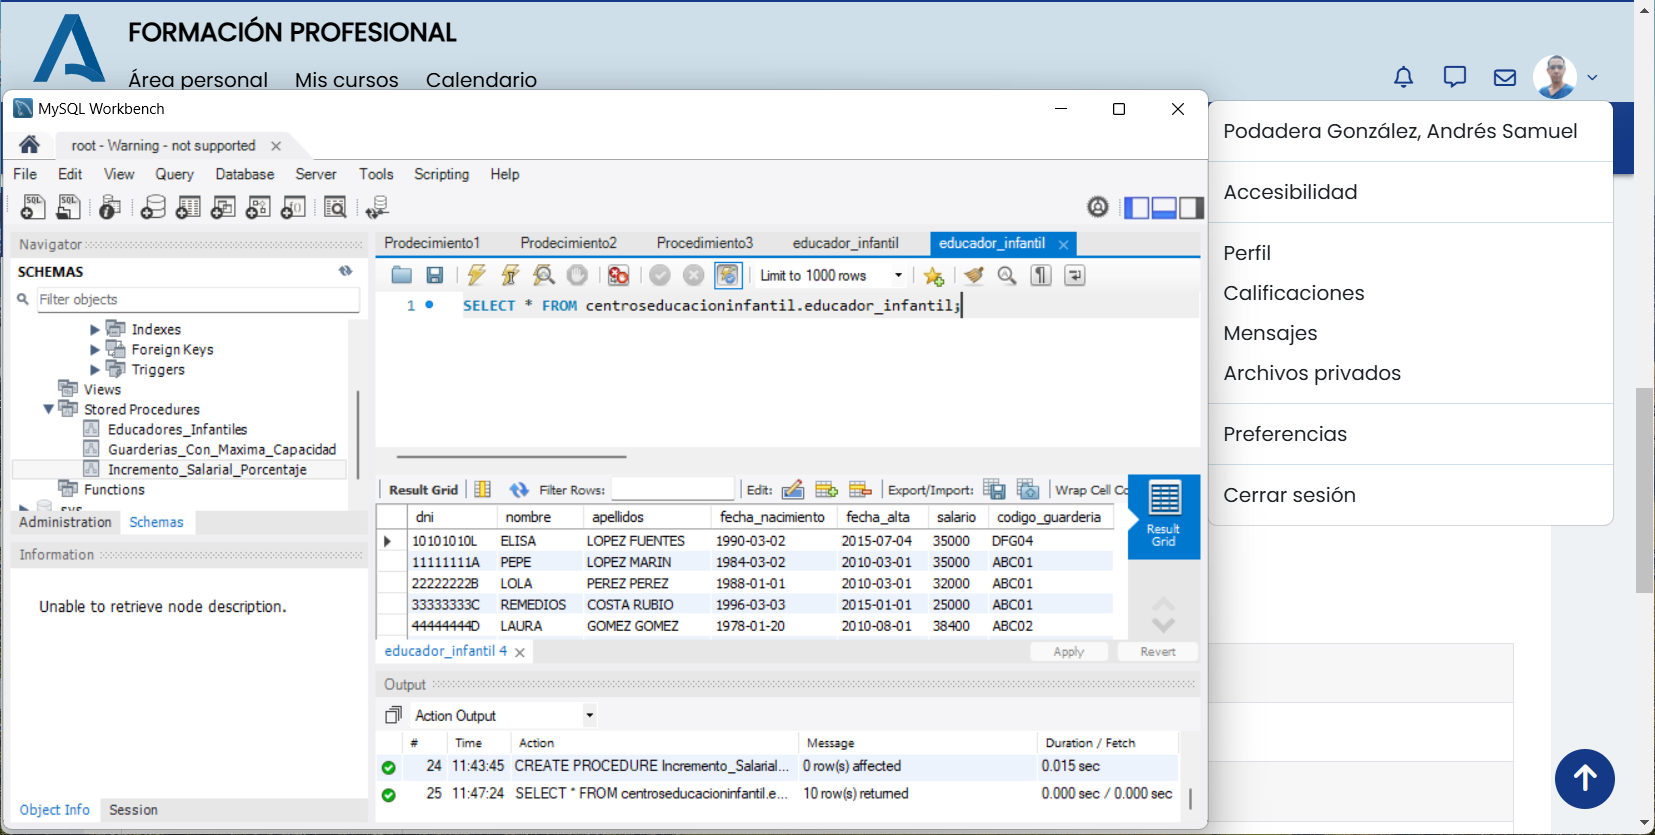 FORMACIÓN PROFESIONAL
Área personal Mis cursos Calendario
MySQL Workbench
root - Warning - not supported
File Edit View Query Database Server Tools Scripting Help
Navigator
SCHEMAS
Filter objects
Indexes
Foreign Keys
Triggers
Views
Stored Procedures
Educadores_Infantiles
Guarderias_Con_Maxima_Capacidad
Incremento_Salarial_Porcentaje
Functions
sys
Administration Schemas
Information
Unable to retrieve node description.
Object Info Session
Prodecimiento1 Prodecimiento2 Procedimiento3 educador_infantil educador_infantil
Limit to 1000 rows
1 SELECT * FROM centroseducacioninfantil.educador_infantil;
Result Grid Filter Rows: Edit: Export/Import: Wrap Cell Co
dni nombre apellidos fecha_nacimiento fecha_alta salario codigo_guarderia
10101010L ELISA LOPEZ FUENTES 1990-03-02 2015-07-04 35000 DFG04
11111111A PEPE LOPEZ MARIN 1984-03-02 2010-03-01 35000 ABC01
22222222B LOLA PEREZ PEREZ 1988-01-01 2010-03-01 32000 ABC01
33333333C REMEDIOS COSTA RUBIO 1996-03-03 2015-01-01 25000 ABC01
44444444D LAURA GOMEZ GOMEZ 1978-01-20 2010-08-01 38400 ABC02
Result
Grid
educador_infantil 4 Apply Revert
Output
Action Output
# Time Action Message Duration / Fetch
24 11:43:45 CREATE PROCEDURE Incremento_Salarial... 0 row(s) affected 0.015 sec
25 11:47:24 SELECT * FROM centroseducacioninfantil.e... 10 row(s) returned 0.000 sec / 0.000 sec
Podadera González, Andrés Samuel
Accesibilidad
Perfil
Calificaciones
Mensajes
Archivos privados
Preferencias
Cerrar sesión